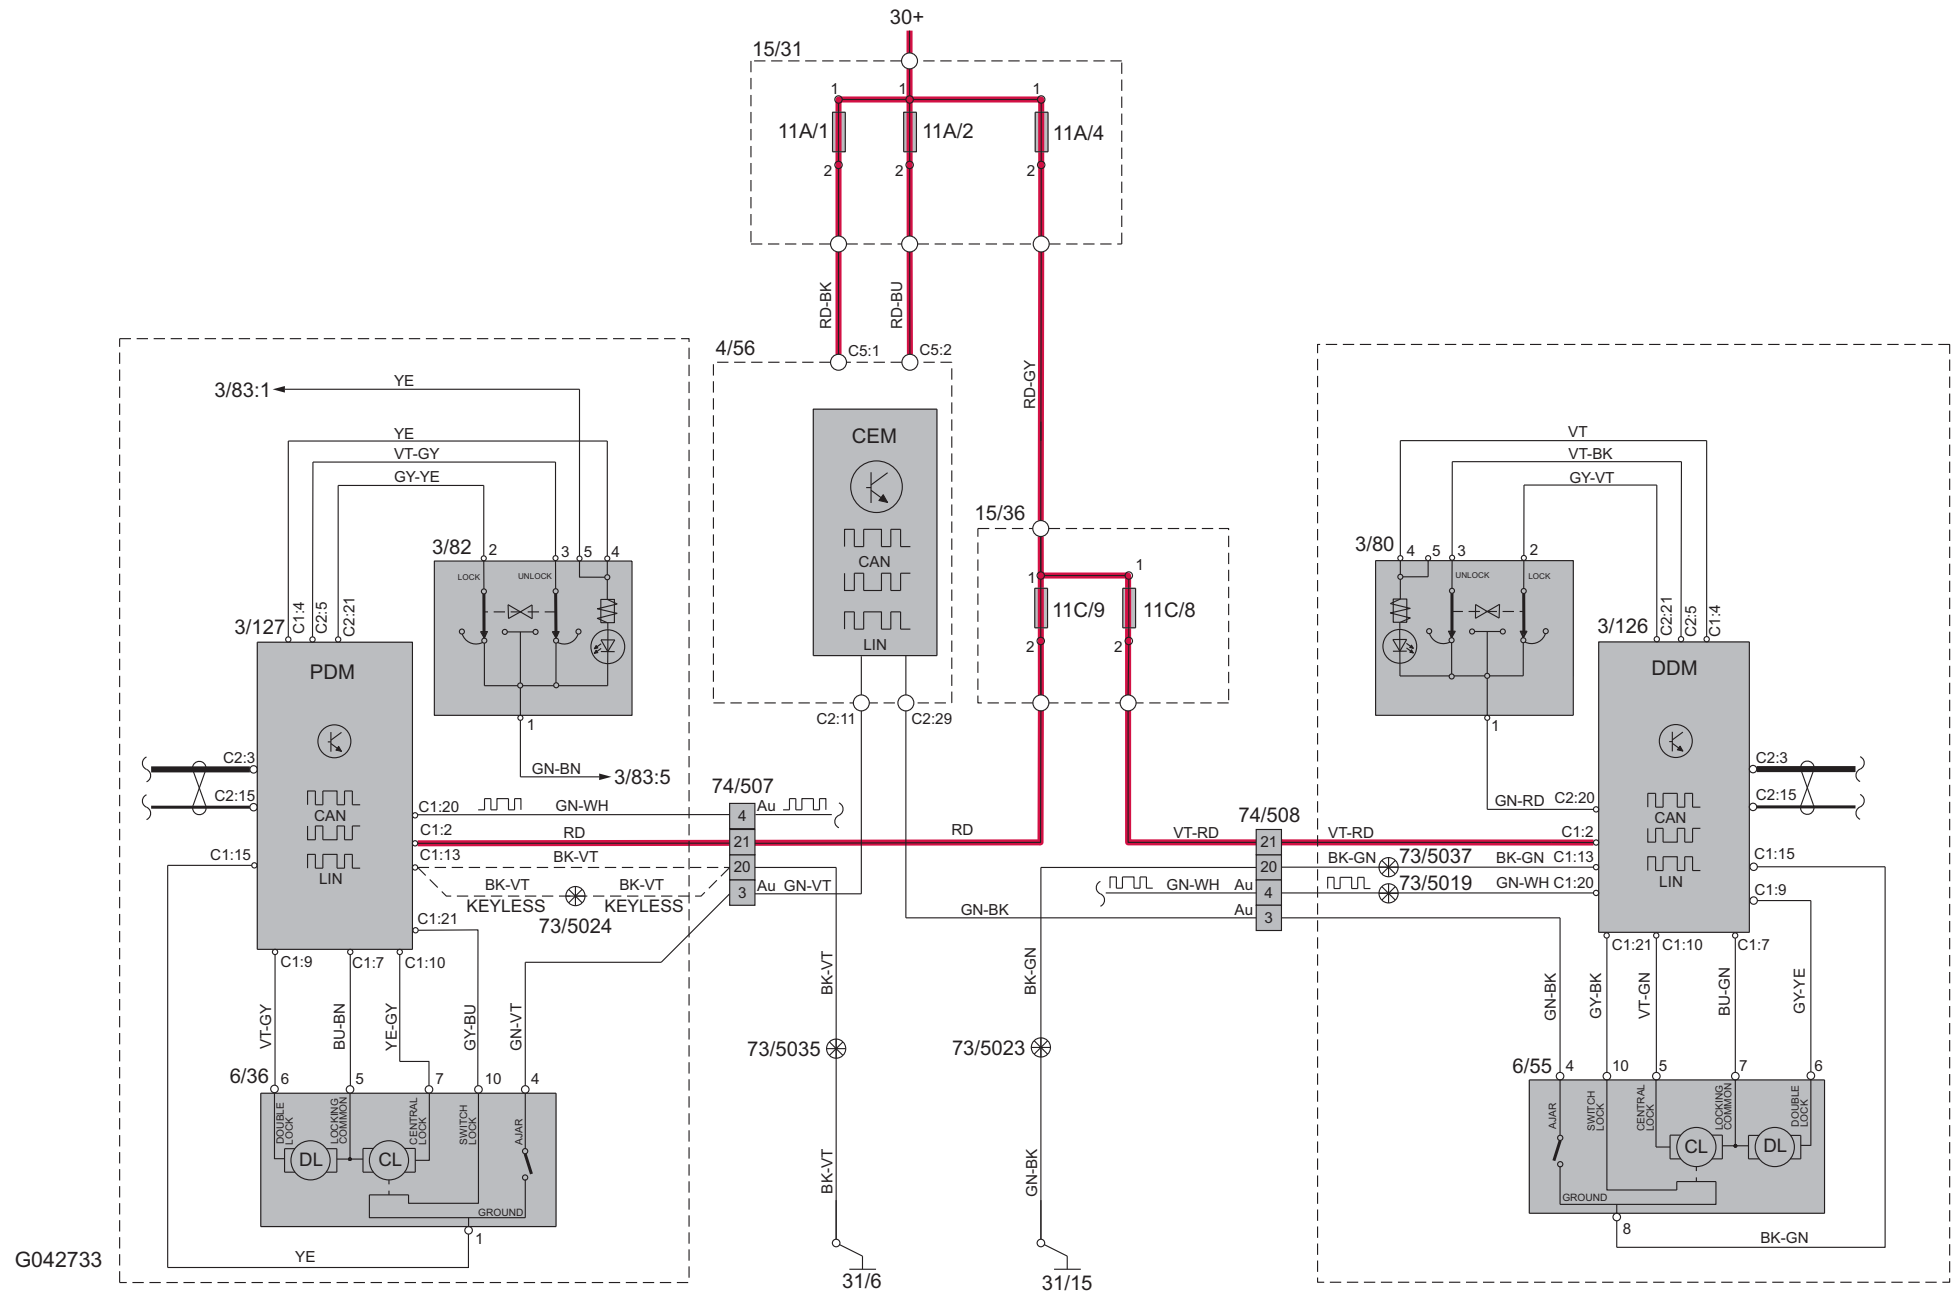 30+
15/31
1 1 1
11A/1 11A/2 11A/4
2 2 2
RD-BK RD-BU
4/56 C5:1 C5:2
RD-GY
3/83:1 YE
YE
VT-GY
GY-YE
VT
VT-BK
GY-VT
CEM
CAN
LIN
15/36
1 1
11C/9 11C/8
2 2
3/82 2 3 5 4
LOCK UNLOCK
1
GN-BN 3/83:5
3/80 4 5 3 2
UNLOCK LOCK
1
C1:4 C2:5 C2:21
3/127
PDM
CAN
LIN
C2:3
C2:15
C1:15
C2:21 C2:5 C1:4
3/126
DDM
CAN
LIN
C2:3
C2:15
C1:15
C1:9
C2:11 C2:29
GN-RD C2:20
74/507
C1:20 GN-WH 4 Au
C1:2 RD 21 RD
C1:13 BK-VT 20
BK-VT BK-VT 3 Au GN-VT
KEYLESS KEYLESS
73/5024
C1:21
74/508
VT-RD 21 VT-RD C1:2
20 BK-GN 73/5037 BK-GN C1:13
GN-WH Au 4 73/5019 GN-WH C1:20
GN-BK Au 3
C1:9 C1:7 C1:10
C1:21 C1:10 C1:7
VT-GY BU-BN YE-GY GY-BU GN-VT BK-VT BK-GN GN-BK GY-BK VT-GN BU-GN GY-YE
73/5035 73/5023
6/36 6 5 7 10 4
DOUBLE LOCK
LOCKING COMMON
CENTRAL LOCK
SWITCH LOCK
AJAR
DL CL
GROUND
1
YE
6/55 4 10 5 7 6
AJAR
SWITCH LOCK
CENTRAL LOCK
LOCKING COMMON
DOUBLE LOCK
CL DL
GROUND
8
BK-GN
BK-VT GN-BK
31/6 31/15
G042733